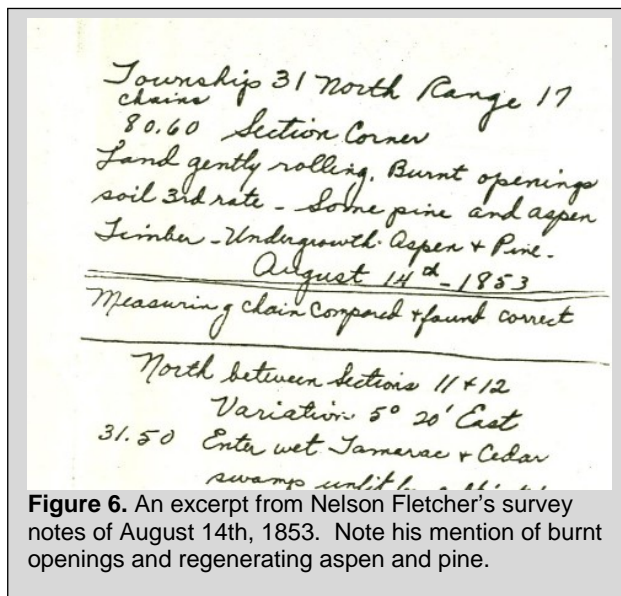 Township 31 North Range 17
chains
80.60 Section Corner
Land gently rolling. Burnt openings
soil 3rd rate - Some pine and aspen
Timber - Undergrowth. Aspen + Pine.
August 14th - 1853
Measuring chain Compared + found correct
North between Sections 11 + 12
Variation 5° 20' East
31.50 Enter wet Tamarac + Cedar
swamp
Figure 6. An excerpt from Nelson Fletcher's survey
notes of August 14th, 1853. Note his mention of burnt
openings and regenerating aspen and pine.